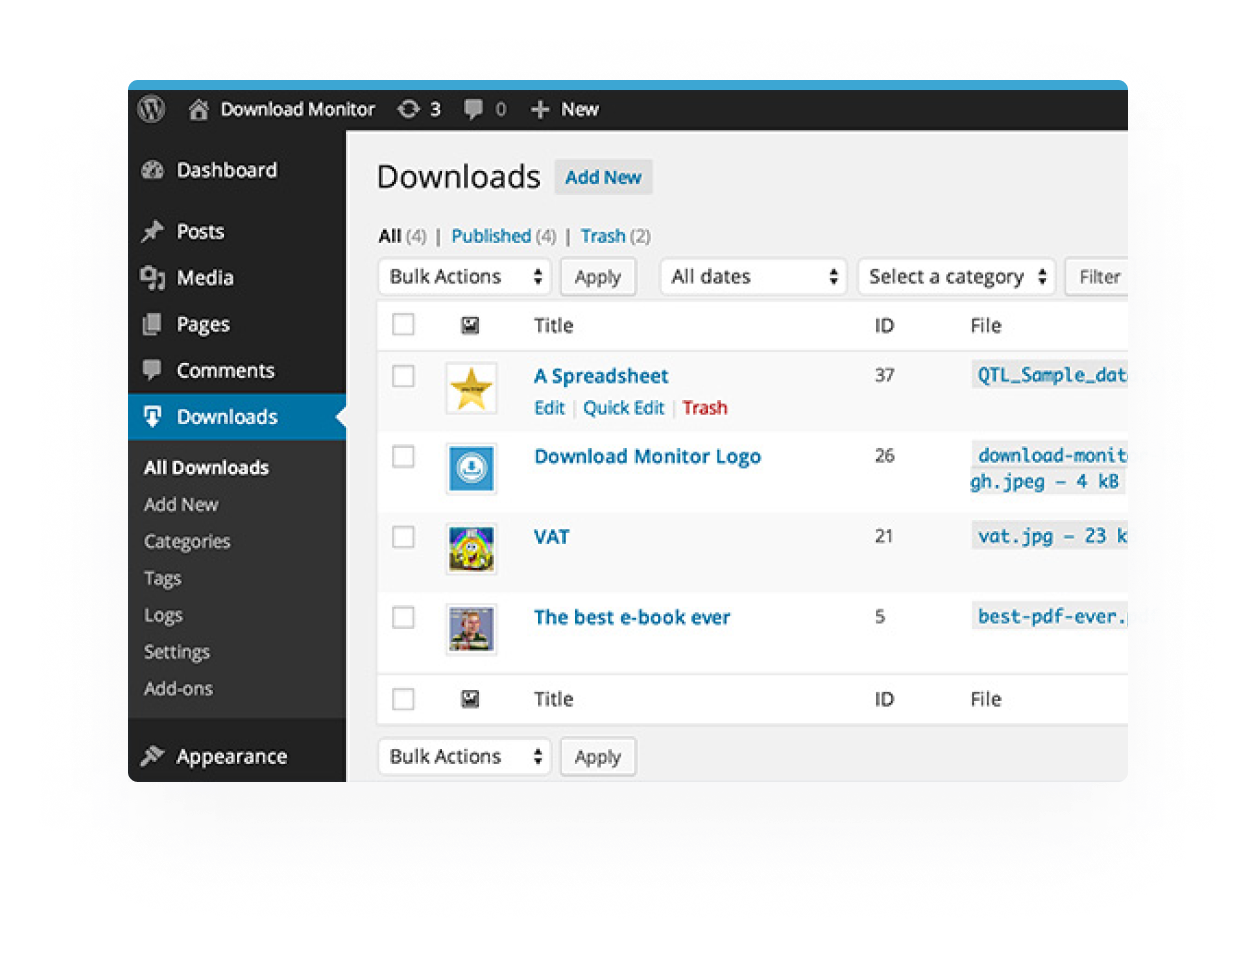 Download Monitor 3 0 New
Dashboard
Posts
Media
Pages
Comments
Downloads
All Downloads
Add New
Categories
Tags
Logs
Settings
Add-ons
Appearance
Downloads Add New
All (4) | Published (4) | Trash (2)
Bulk Actions Apply All dates Select a category Filter
Title ID File
A Spreadsheet 37 QTL_Sample_dat
Edit | Quick Edit | Trash
Download Monitor Logo 26 download-monit
gh.jpeg – 4 kB
VAT 21 vat.jpg – 23 k
The best e-book ever 5 best-pdf-ever.
Title ID File
Bulk Actions Apply